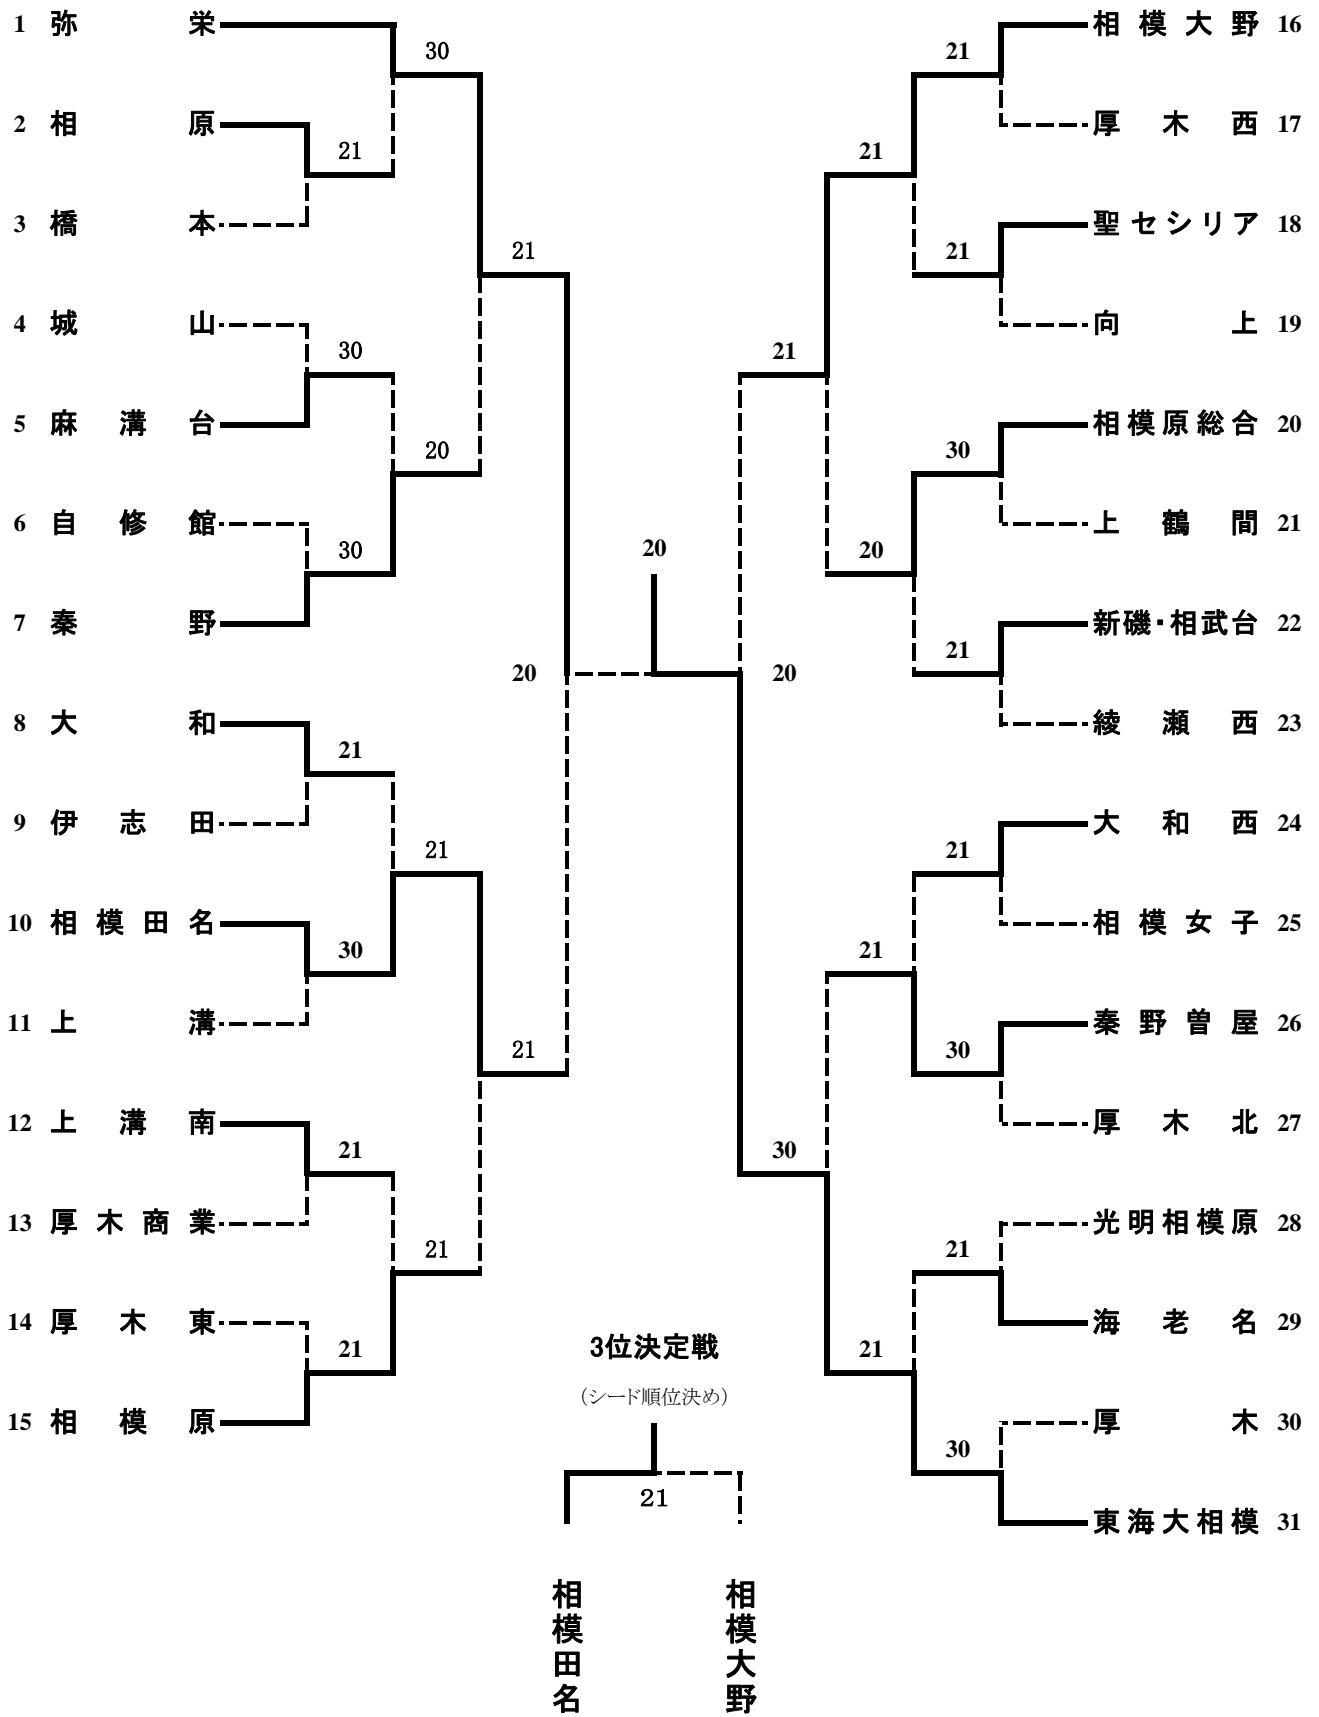 1 弥栄
30
2 相原
21
3 橋本
21
4 城山
30
5 麻溝台
20
6 自修館
30
7 秦野
20
8 大和
21
9 伊志田
21
10 相模田名
30
11 上溝
21
12 上溝南
21
13 厚木商業
21
14 厚木東
21
15 相模原
20
相模大野 16
21
厚木西 17
21
聖セシリア 18
21
向上 19
21
相模原総合 20
30
上鶴間 21
20
新磯・相武台 22
21
20
綾瀬西 23
大和西 24
21
相模女子 25
21
秦野曽屋 26
30
厚木北 27
30
光明相模原 28
21
海老名 29
21
厚木 30
30
東海大相模 31
3位決定戦
(シード順位決め)
21
相模田名
相模大野